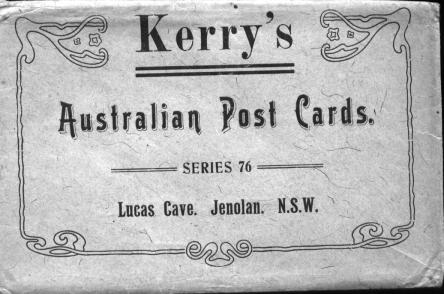 Kerry's
Australian Post Cards.
SERIES 76
Lucas Cave. Jenolan. N.S.W.